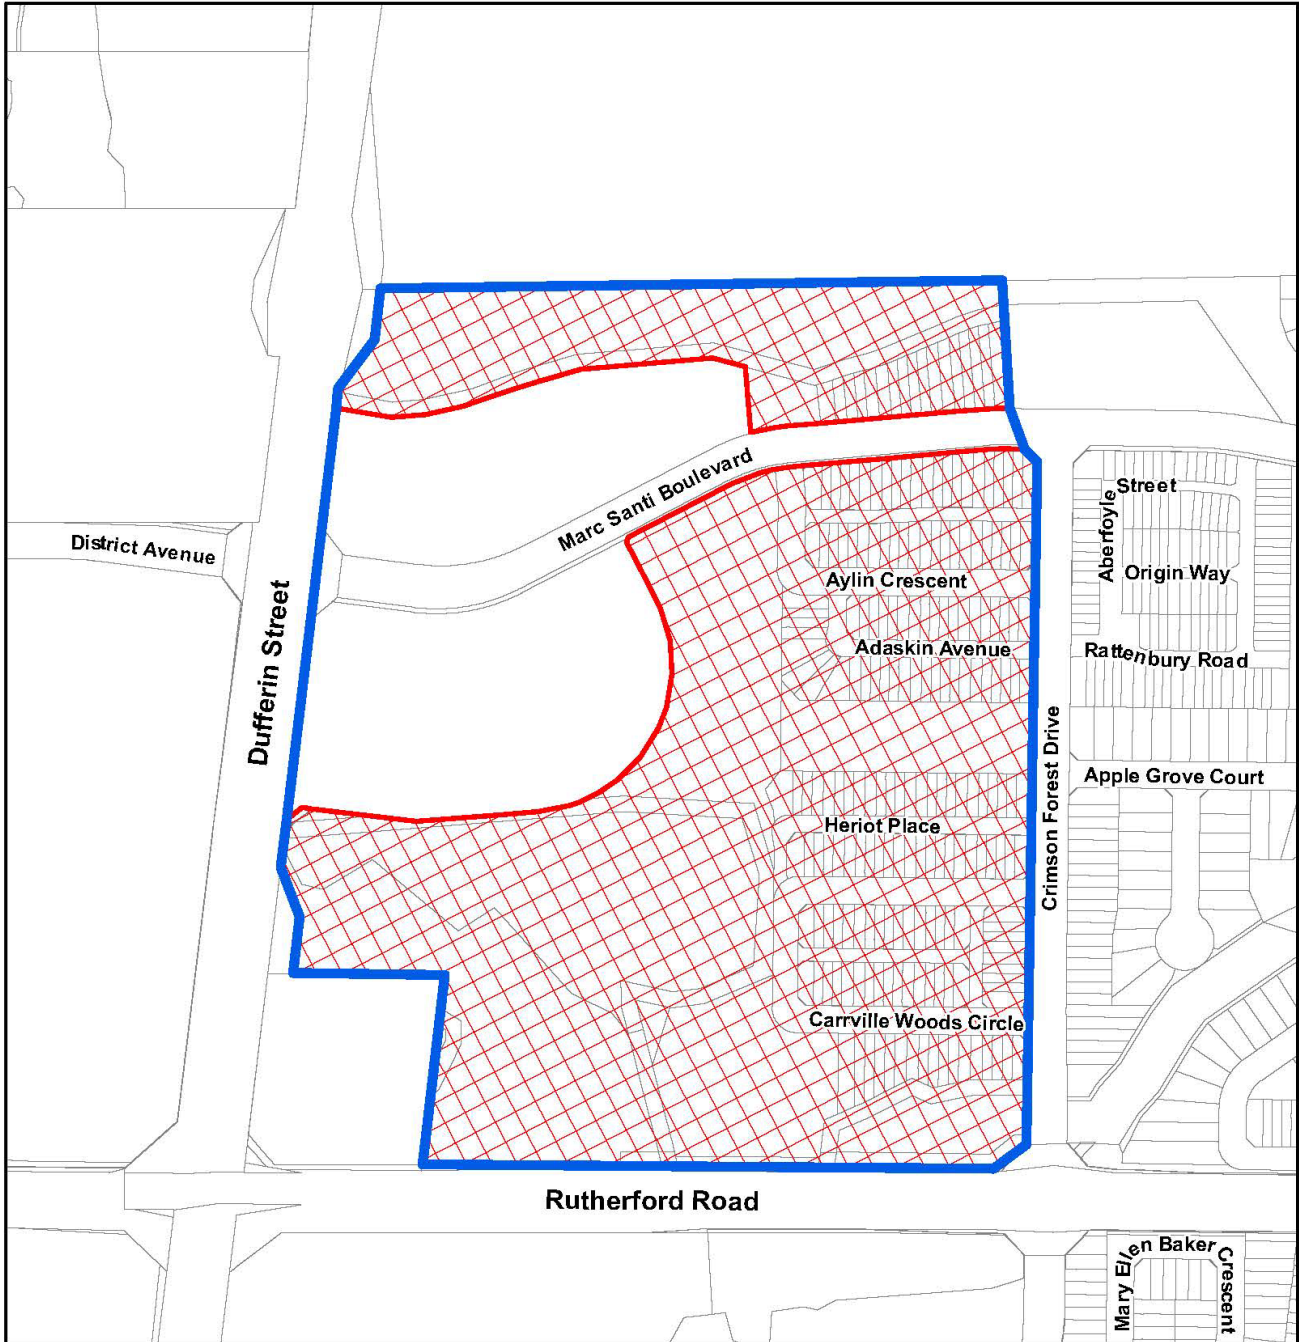 Marc Santi Boulevard
Aberfoyle
Street
District Avenue
Origin Way
Aylin Crescent
Dufferin Street
Adaskin Avenue
Rattenbury Road
Crimson Forest Drive
Apple Grove Court
Heriot Place
Carrville Woods Circle
Rutherford Road
Mary Ellen Baker Crescent